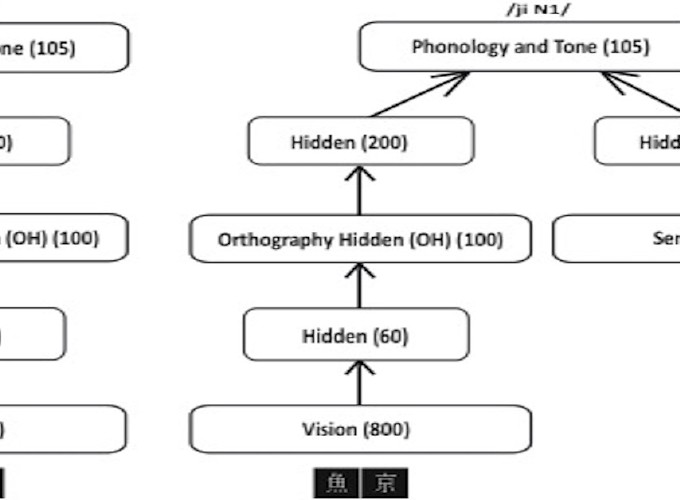 /ji N1/
ne (105)
Phonology and Tone (105)
0)
Hidden (200)
Hidd
(OH) (100)
Orthography Hidden (OH) (100)
Ser
)
Hidden (60)
)
Vision (800)
魚 京